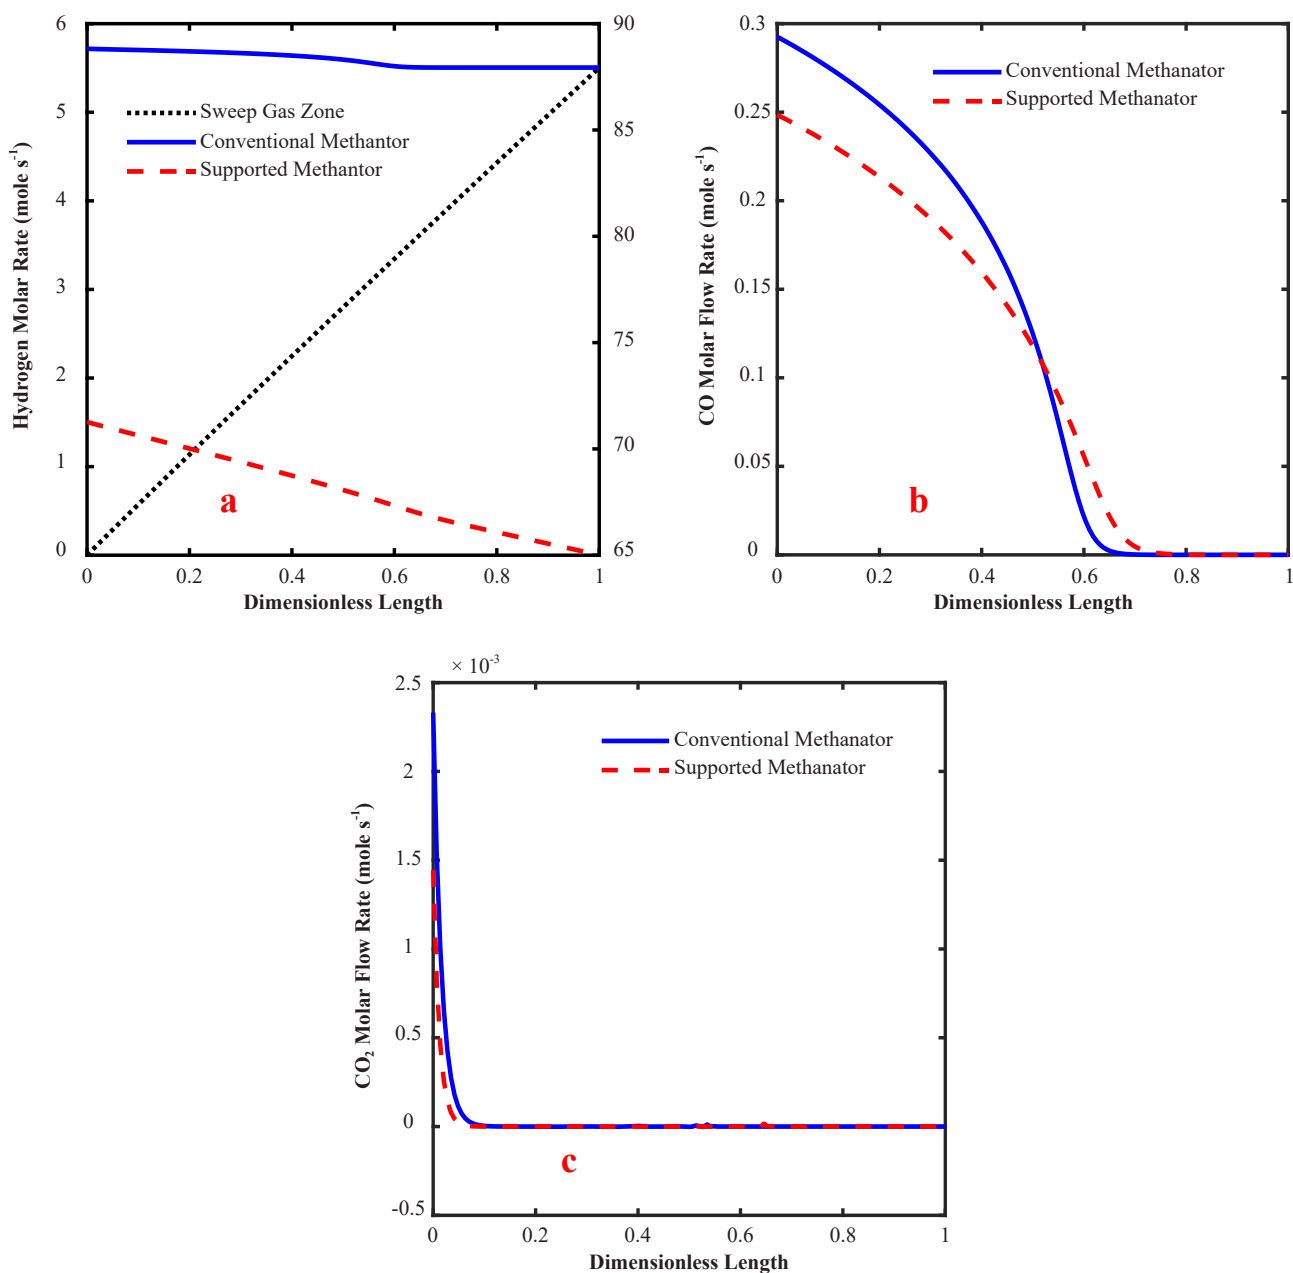 6
5
4
3
2
1
0
90
85
80
75
70
65
Hydrogen Molar Rate (mole s⁻¹)
Sweep Gas Zone
Conventional Methantor
Supported Methantor
a
0 0.2 0.4 0.6 0.8 1
Dimensionless Length
0.3
0.25
0.2
0.15
0.1
0.05
0
CO Molar Flow Rate (mole s⁻¹)
Conventional Methanator
Supported Methanator
b
0 0.2 0.4 0.6 0.8 1
Dimensionless Length
× 10⁻³
2.5
2
1.5
1
0.5
0
-0.5
CO₂ Molar Flow Rate (mole s⁻¹)
Conventional Methanator
Supported Methanator
c
0 0.2 0.4 0.6 0.8 1
Dimensionless Length